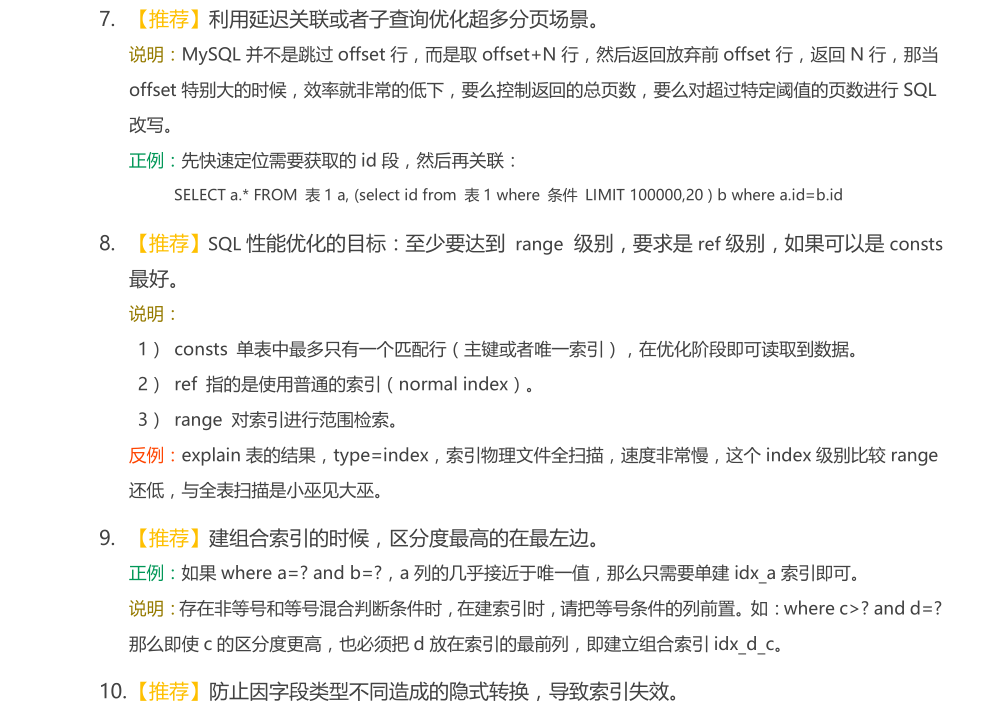 7. 【推荐】利用延迟关联或者子查询优化超多分页场景。
说明：MySQL 并不是跳过 offset 行，而是取 offset+N 行，然后返回放弃前 offset 行，返回 N 行，那当
offset 特别大的时候，效率就非常的低下，要么控制返回的总页数，要么对超过特定阈值的页数进行 SQL
改写。
正例：先快速定位需要获取的 id 段，然后再关联：
SELECT a.* FROM 表 1 a, (select id from 表 1 where 条件 LIMIT 100000,20 ) b where a.id=b.id
8. 【推荐】SQL 性能优化的目标：至少要达到 range 级别，要求是 ref 级别，如果可以是 consts
最好。
说明：
1） consts 单表中最多只有一个匹配行（主键或者唯一索引），在优化阶段即可读取到数据。
2） ref 指的是使用普通的索引（normal index）。
3） range 对索引进行范围检索。
反例：explain 表的结果，type=index，索引物理文件全扫描，速度非常慢，这个 index 级别比较 range
还低，与全表扫描是小巫见大巫。
9. 【推荐】建组合索引的时候，区分度最高的在最左边。
正例：如果 where a=? and b=?，a 列的几乎接近于唯一值，那么只需要单建 idx_a 索引即可。
说明：存在非等号和等号混合判断条件时，在建索引时，请把等号条件的列前置。如：where c>? and d=?
那么即使 c 的区分度更高，也必须把 d 放在索引的最前列，即建立组合索引 idx_d_c。
10. 【推荐】防止因字段类型不同造成的隐式转换，导致索引失效。